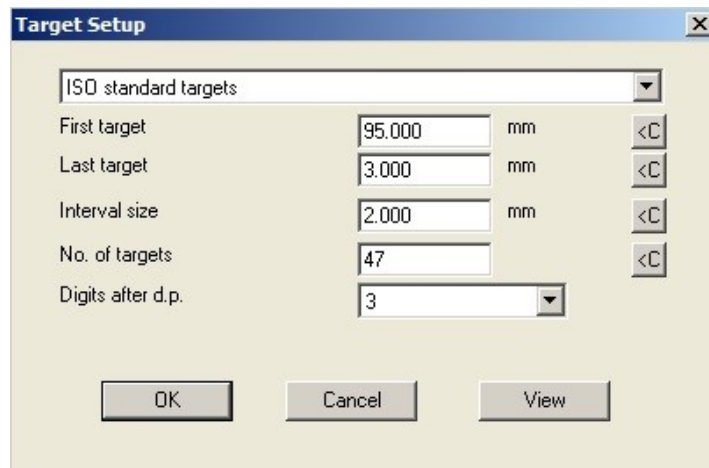 Target Setup
ISO standard targets
First target 95.000 mm <C
Last target 3.000 mm <C
Interval size 2.000 mm <C
No. of targets 47 <C
Digits after d.p. 3
OK Cancel View